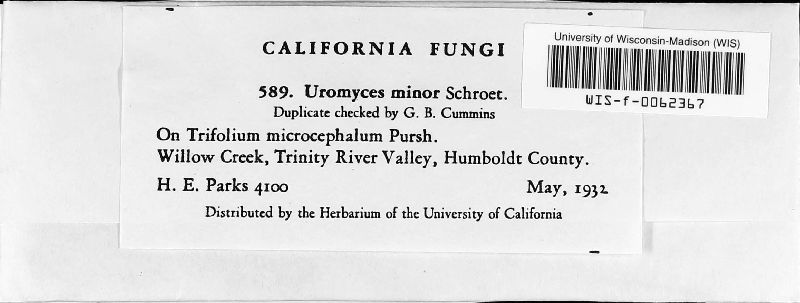 CALIFORNIA FUNGI
University of Wisconsin-Madison (WIS)
WIS-f-0062367
589. Uromyces minor Schroet.
Duplicate checked by G. B. Cummins
On Trifolium microcephalum Pursh.
Willow Creek, Trinity River Valley, Humboldt County.
H. E. Parks 4100 May, 1932
Distributed by the Herbarium of the University of California